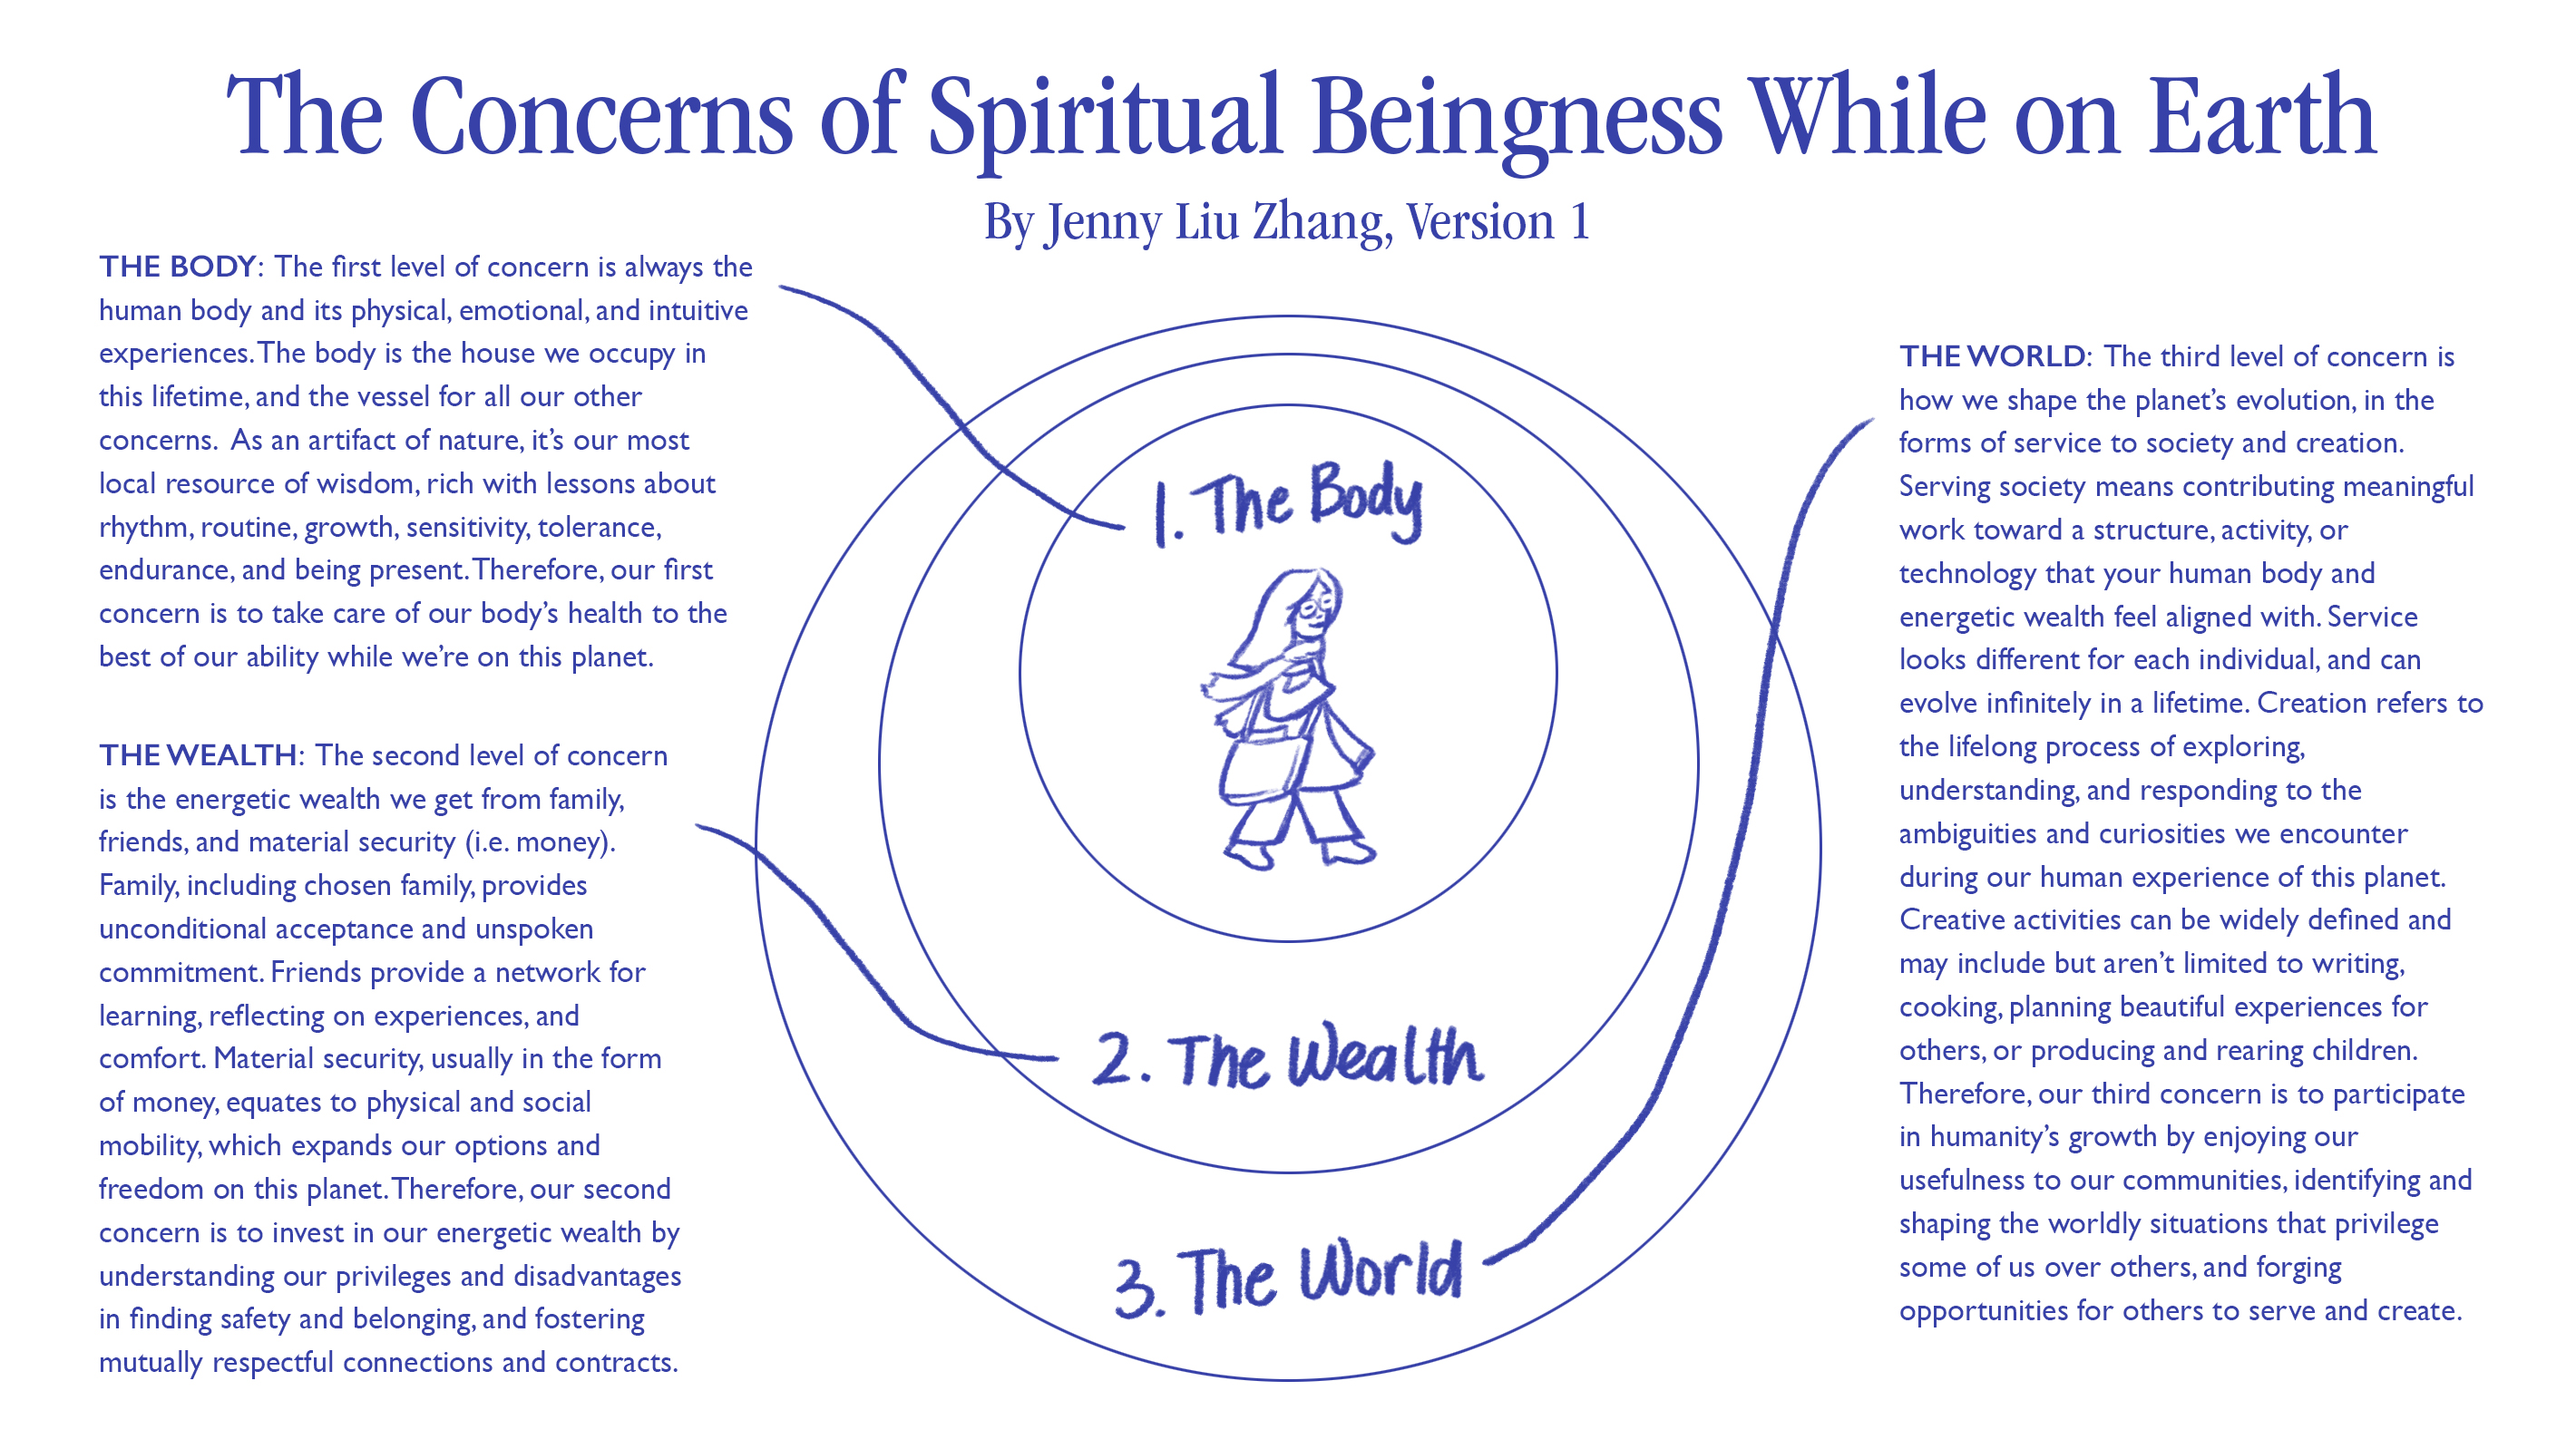 The Concerns of Spiritual Beingness While on Earth
By Jenny Liu Zhang, Version 1
THE BODY: The first level of concern is always the
human body and its physical, emotional, and intuitive
experiences. The body is the house we occupy in
this lifetime, and the vessel for all our other
concerns.  As an artifact of nature, it’s our most
local resource of wisdom, rich with lessons about
rhythm, routine, growth, sensitivity, tolerance,
endurance, and being present. Therefore, our first
concern is to take care of our body’s health to the
best of our ability while we’re on this planet.
THE WEALTH: The second level of concern
is the energetic wealth we get from family,
friends, and material security (i.e. money).
Family, including chosen family, provides
unconditional acceptance and unspoken
commitment. Friends provide a network for
learning, reflecting on experiences, and
comfort. Material security, usually in the form
of money, equates to physical and social
mobility, which expands our options and
freedom on this planet. Therefore, our second
concern is to invest in our energetic wealth by
understanding our privileges and disadvantages
in finding safety and belonging, and fostering
mutually respectful connections and contracts.
1. The Body
2. The Wealth
3. The World
THE WORLD: The third level of concern is
how we shape the planet’s evolution, in the
forms of service to society and creation.
Serving society means contributing meaningful
work toward a structure, activity, or
technology that your human body and
energetic wealth feel aligned with. Service
looks different for each individual, and can
evolve infinitely in a lifetime. Creation refers to
the lifelong process of exploring,
understanding, and responding to the
ambiguities and curiosities we encounter
during our human experience of this planet.
Creative activities can be widely defined and
may include but aren’t limited to writing,
cooking, planning beautiful experiences for
others, or producing and rearing children.
Therefore, our third concern is to participate
in humanity’s growth by enjoying our
usefulness to our communities, identifying and
shaping the worldly situations that privilege
some of us over others, and forging
opportunities for others to serve and create.